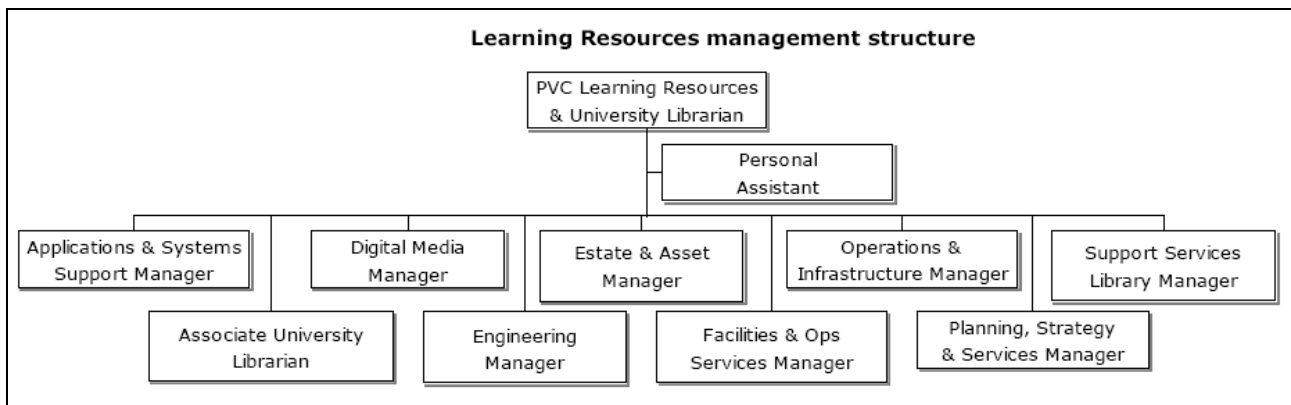 Learning Resources management structure
PVC Learning Resources
& University Librarian
Personal
Assistant
Applications & Systems
Support Manager
Digital Media
Manager
Estate & Asset
Manager
Operations &
Infrastructure Manager
Support Services
Library Manager
Associate University
Librarian
Engineering
Manager
Facilities & Ops
Services Manager
Planning, Strategy
& Services Manager